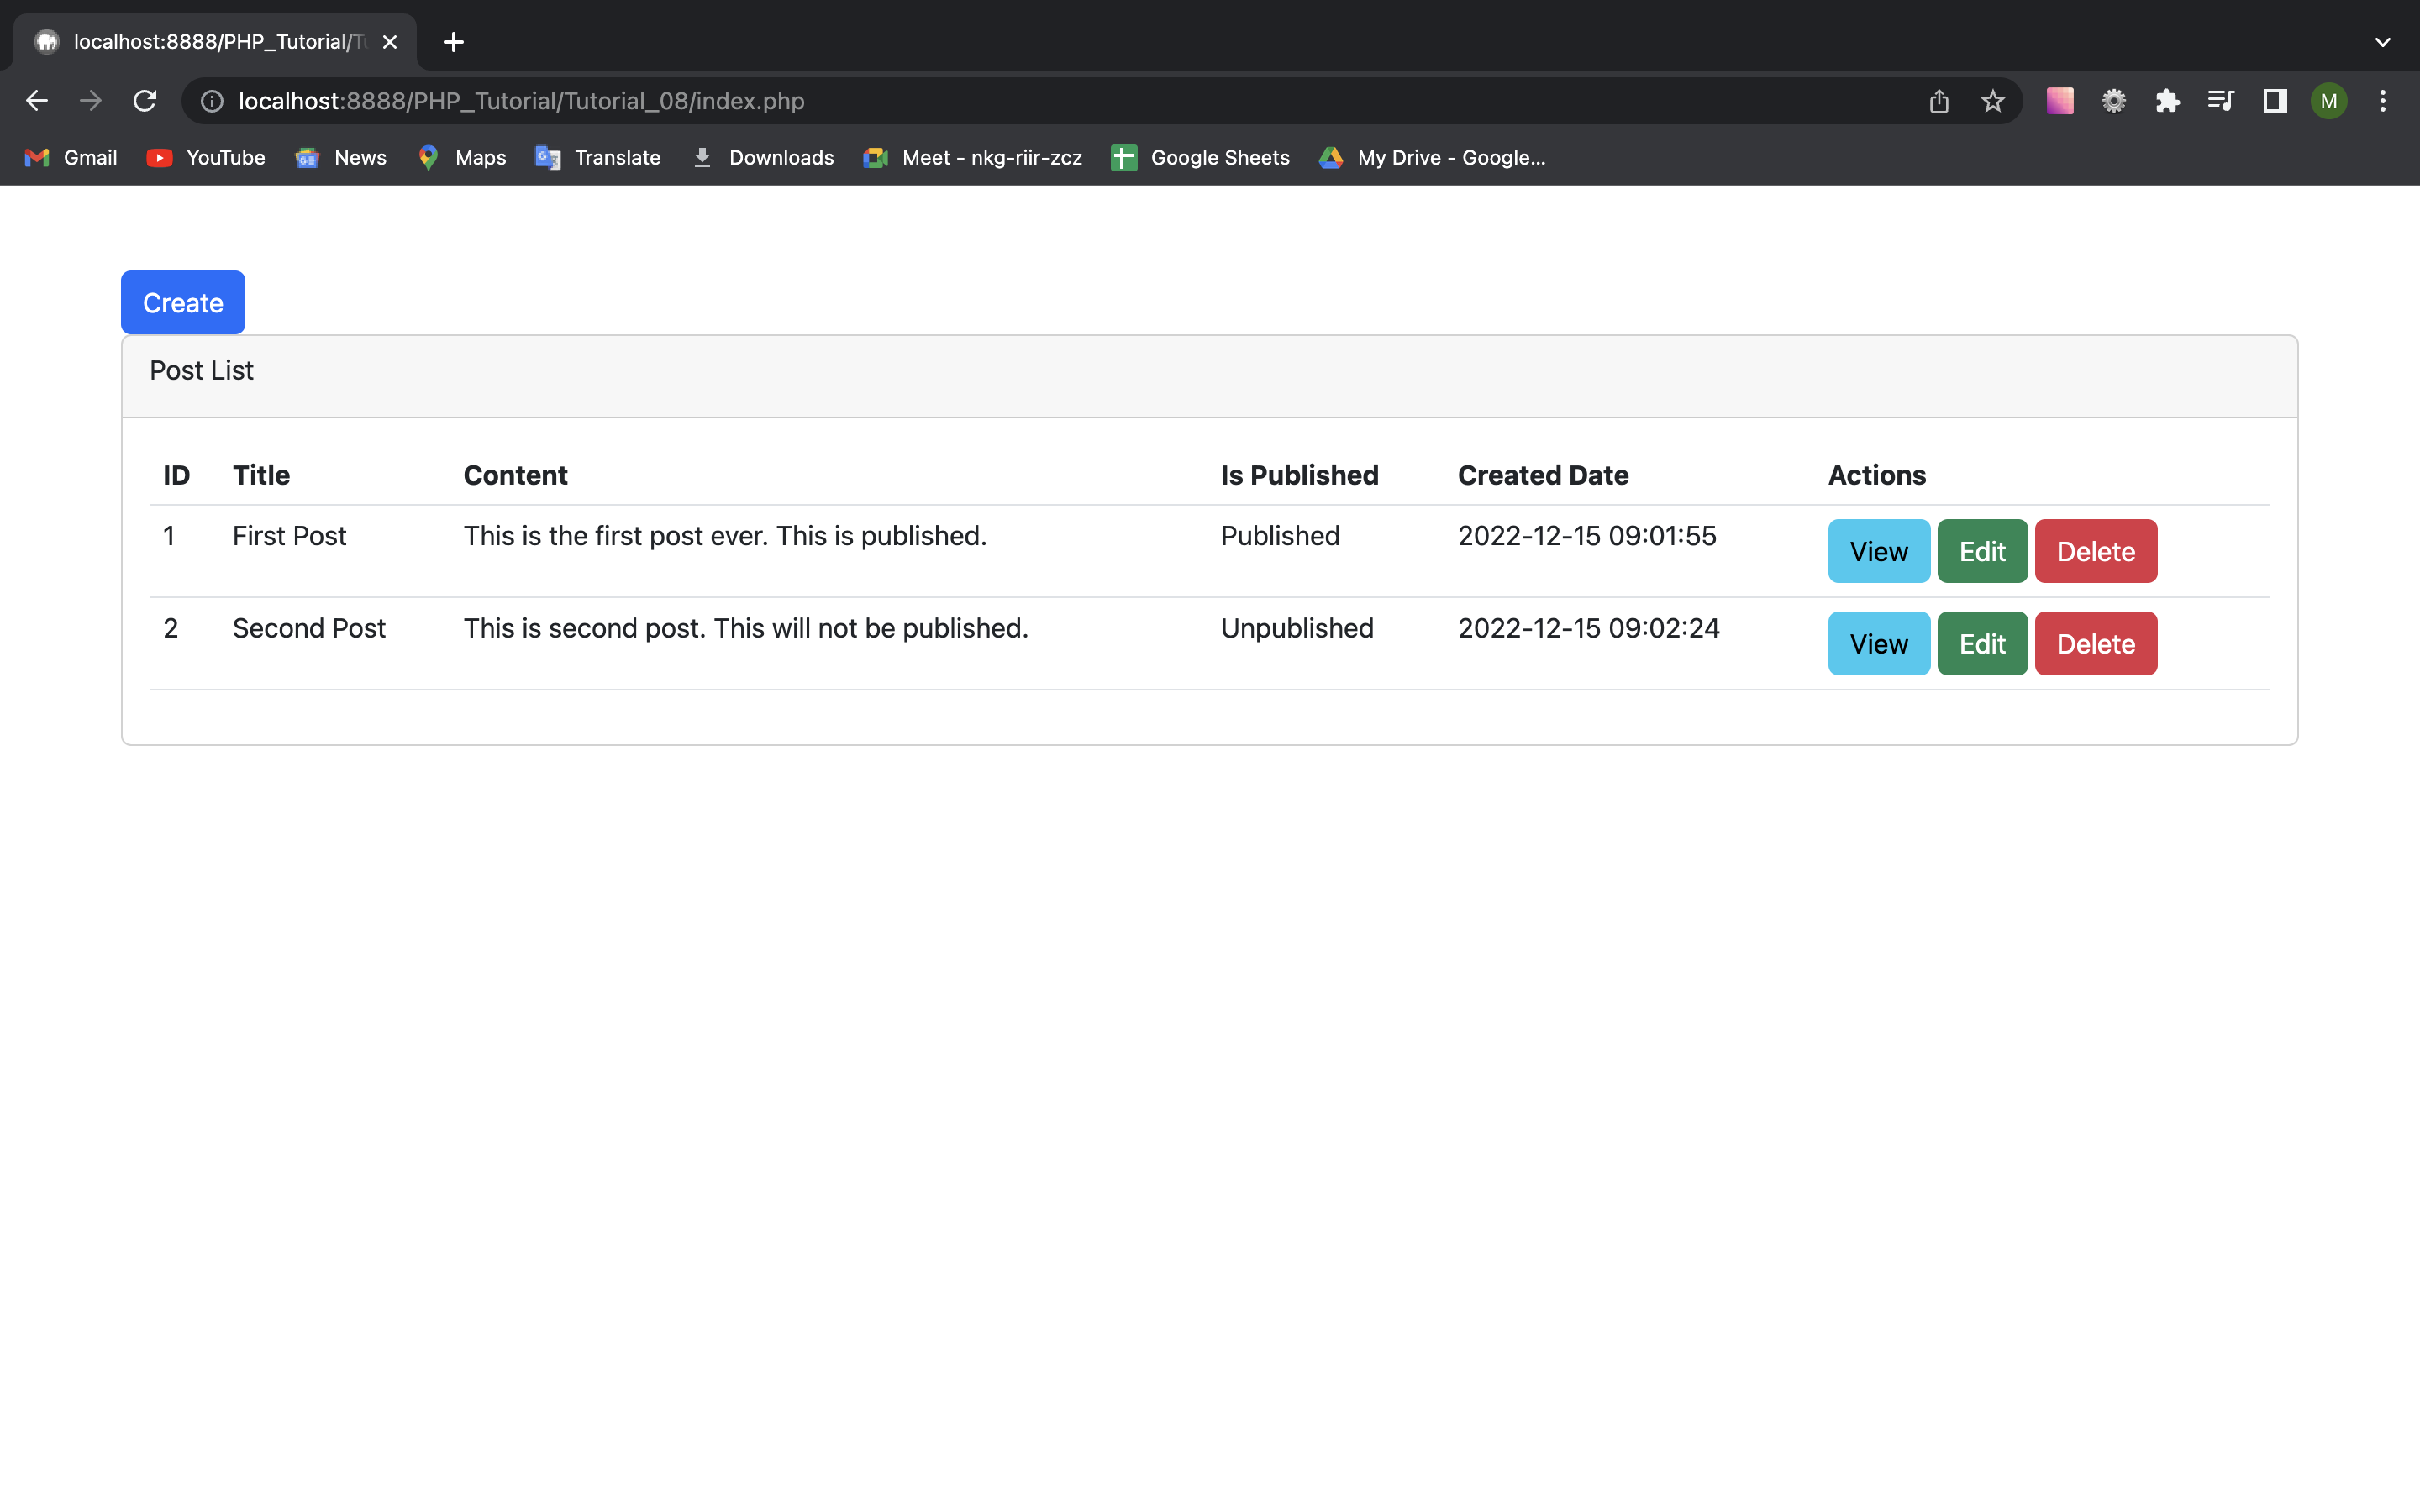 localhost:8888/PHP_Tutorial/Tu
localhost:8888/PHP_Tutorial/Tutorial_08/index.php
M
Gmail YouTube News Maps Translate Downloads Meet - nkg-riir-zcz Google Sheets My Drive - Google...
Create
Post List
ID Title Content Is Published Created Date Actions
1 First Post This is the first post ever. This is published. Published 2022-12-15 09:01:55 View Edit Delete
2 Second Post This is second post. This will not be published. Unpublished 2022-12-15 09:02:24 View Edit Delete